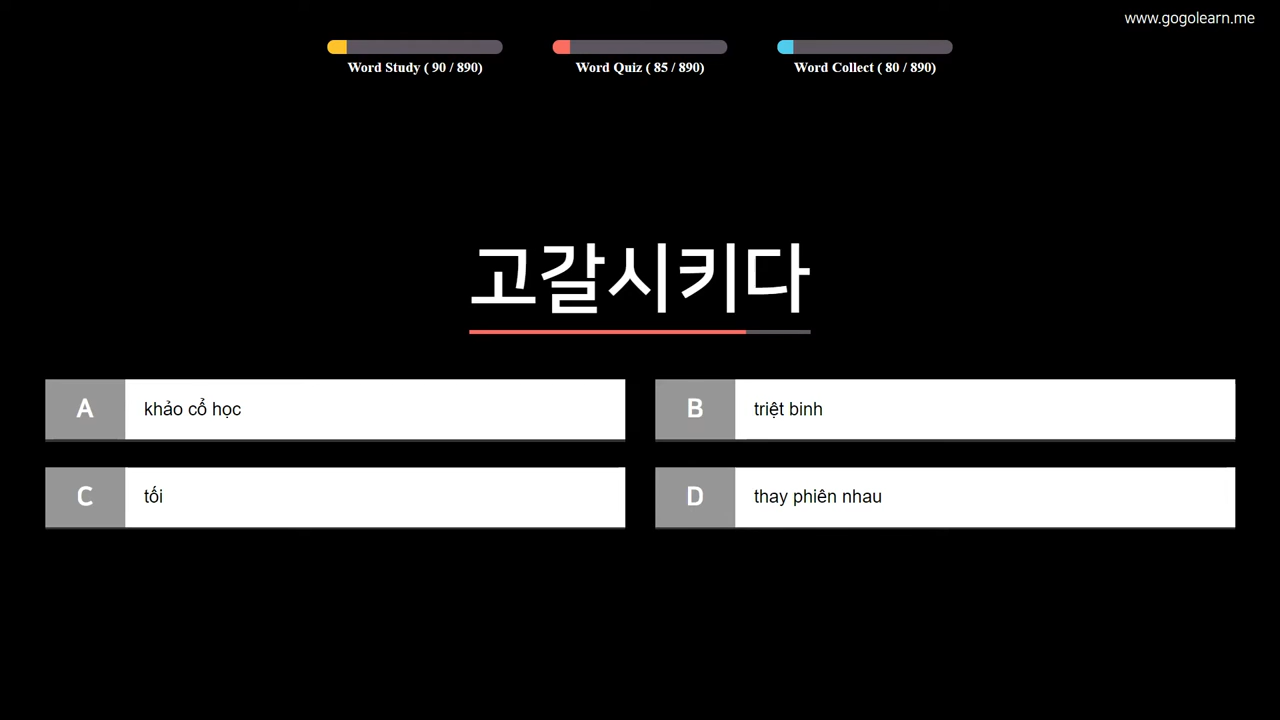 www.gogolearn.me
Word Study ( 90 / 890)
Word Quiz ( 85 / 890)
Word Collect ( 80 / 890)
고갈시키다
A khảo cổ học
B triệt binh
C tối
D thay phiên nhau